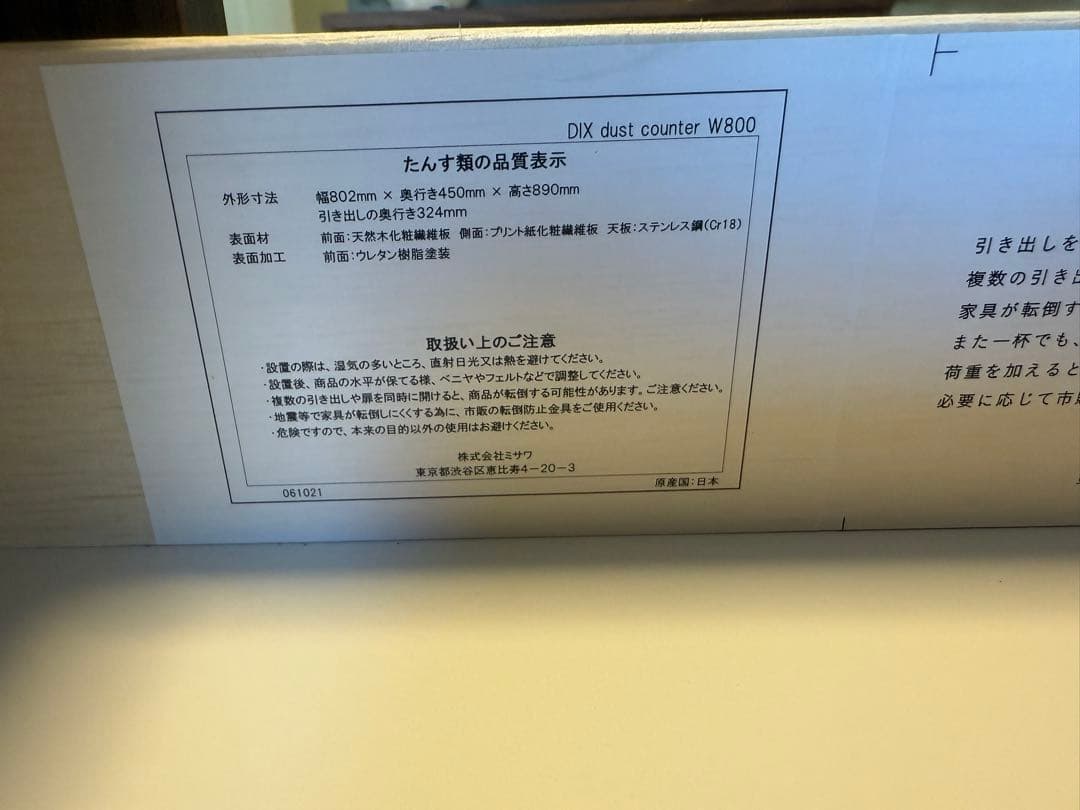 DIX dust counter W800
たんす類の品質表示
外形寸法 幅802mm × 奥行き450mm × 高さ890mm
引き出しの奥行き324mm
表面材 前面:天然木化粧繊維板 側面:プリント紙化粧繊維板 天板:ステンレス鋼(Cr18)
表面加工 前面:ウレタン樹脂塗装
取扱い上のご注意
・設置の際は、湿気の多いところ、直射日光又は熱を避けてください。
・設置後、商品の水平が保てる様、ベニヤやフェルトなどで調整してください。
・複数の引き出しや扉を同時に開けると、商品が転倒する可能性があります。ご注意ください。
・地震等で家具が転倒しにくくする為に、市販の転倒防止金具をご使用ください。
・危険ですので、本来の目的以外の使用はお避けください。
株式会社ミサワ
東京都渋谷区恵比寿4-20-3
061021 原産国:日本
引き出しを
複数の引き出
家具が転倒す
また一杯でも、
荷重を加えると
必要に応じて市販